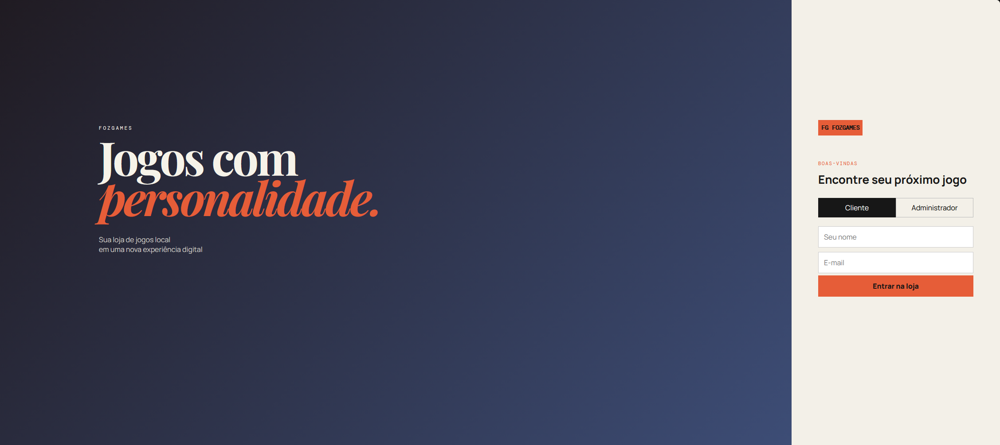 FOZGAMES
Jogos com
personalidade.
Sua loja de jogos local
em uma nova experiência digital
FG FOZGAMES
BOAS-VINDAS
Encontre seu próximo jogo
Cliente
Administrador
Seu nome
E-mail
Entrar na loja